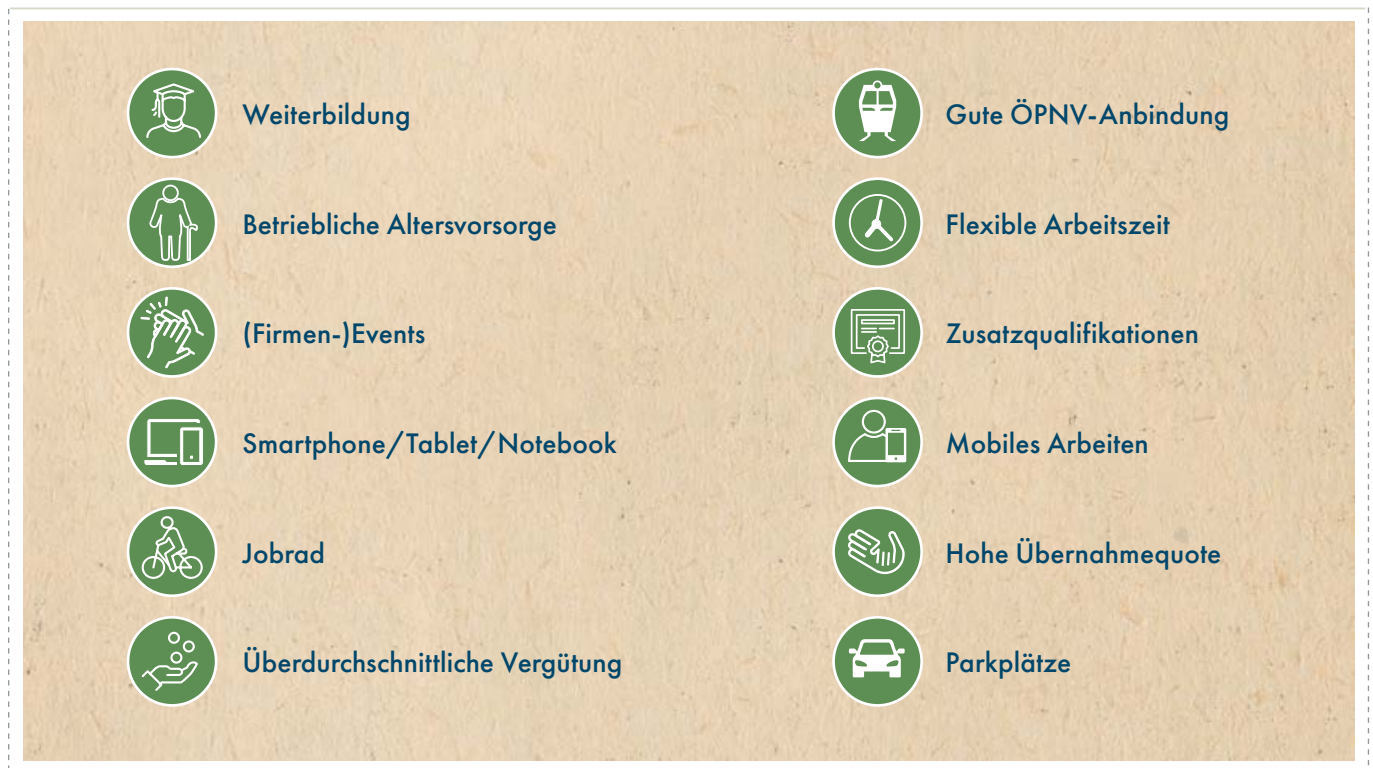 Weiterbildung
Betriebliche Altersvorsorge
(Firmen-)Events
Smartphone/Tablet/Notebook
Jobrad
Überdurchschnittliche Vergütung
Gute ÖPNV-Anbindung
Flexible Arbeitszeit
Zusatzqualifikationen
Mobiles Arbeiten
Hohe Übernahmequote
Parkplätze